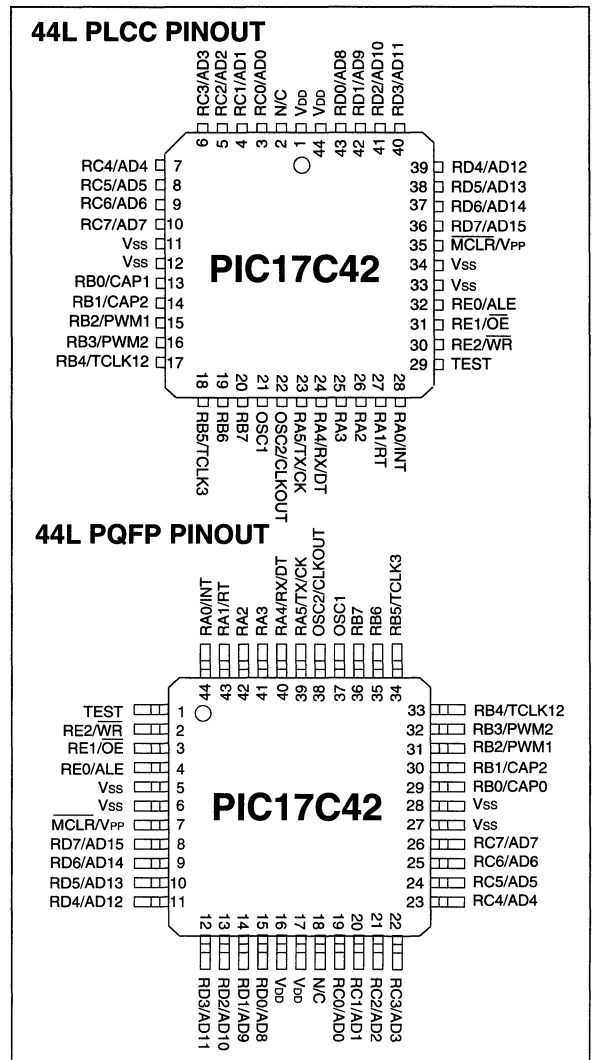 44L PLCC PINOUT
RC3/AD3
RC2/AD2
RC1/AD1
RC0/AD0
N/C
VDD
VDD
RD0/AD8
RD1/AD9
RD2/AD10
RD3/AD11
6 5 4 3 2 1 44 43 42 41 40
RC4/AD4 7
RC5/AD5 8
RC6/AD6 9
RC7/AD7 10
VSS 11
VSS 12
RB0/CAP1 13
RB1/CAP2 14
RB2/PWM1 15
RB3/PWM2 16
RB4/TCLK12 17
PIC17C42
39 RD4/AD12
38 RD5/AD13
37 RD6/AD14
36 RD7/AD15
35 MCLR/VPP
34 VSS
33 VSS
32 RE0/ALE
31 RE1/OE
30 RE2/WR
29 TEST
18 19 20 21 22 23 24 25 26 27 28
RB5/TCLK3
RB6
RB7
OSC1
OSC2/CLKOUT
RA5/TX/CK
RA4/RX/DT
RA3
RA2
RA1/RT
RA0/INT
44L PQFP PINOUT
RA0/INT
RA1/RT
RA2
RA3
RA4/RX/DT
RA5/TX/CK
OSC2/CLKOUT
OSC1
RB7
RB6
RB5/TCLK3
44 43 42 41 40 39 38 37 36 35 34
TEST 1
RE2/WR 2
RE1/OE 3
RE0/ALE 4
VSS 5
VSS 6
MCLR/VPP 7
RD7/AD15 8
RD6/AD14 9
RD5/AD13 10
RD4/AD12 11
PIC17C42
33 RB4/TCLK12
32 RB3/PWM2
31 RB2/PWM1
30 RB1/CAP2
29 RB0/CAP0
28 VSS
27 VSS
26 RC7/AD7
25 RC6/AD6
24 RC5/AD5
23 RC4/AD4
12 13 14 15 16 17 18 19 20 21 22
RD3/AD11
RD2/AD10
RD1/AD9
RD0/AD8
VDD
VDD
N/C
RC0/AD0
RC1/AD1
RC2/AD2
RC3/AD3